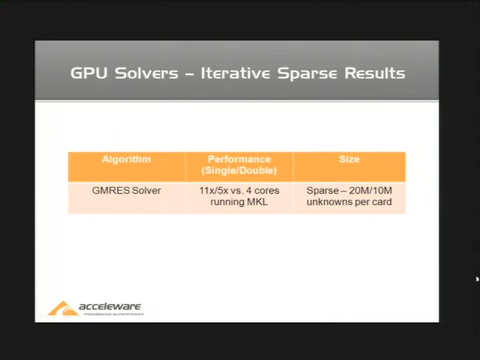 GPU Solvers – Iterative Sparse Results
Algorithm
Performance
(Single/Double)
Size
GMRES Solver
11x/5x vs. 4 cores
running MKL
Sparse – 20M/10M
unknowns per card
acceleware